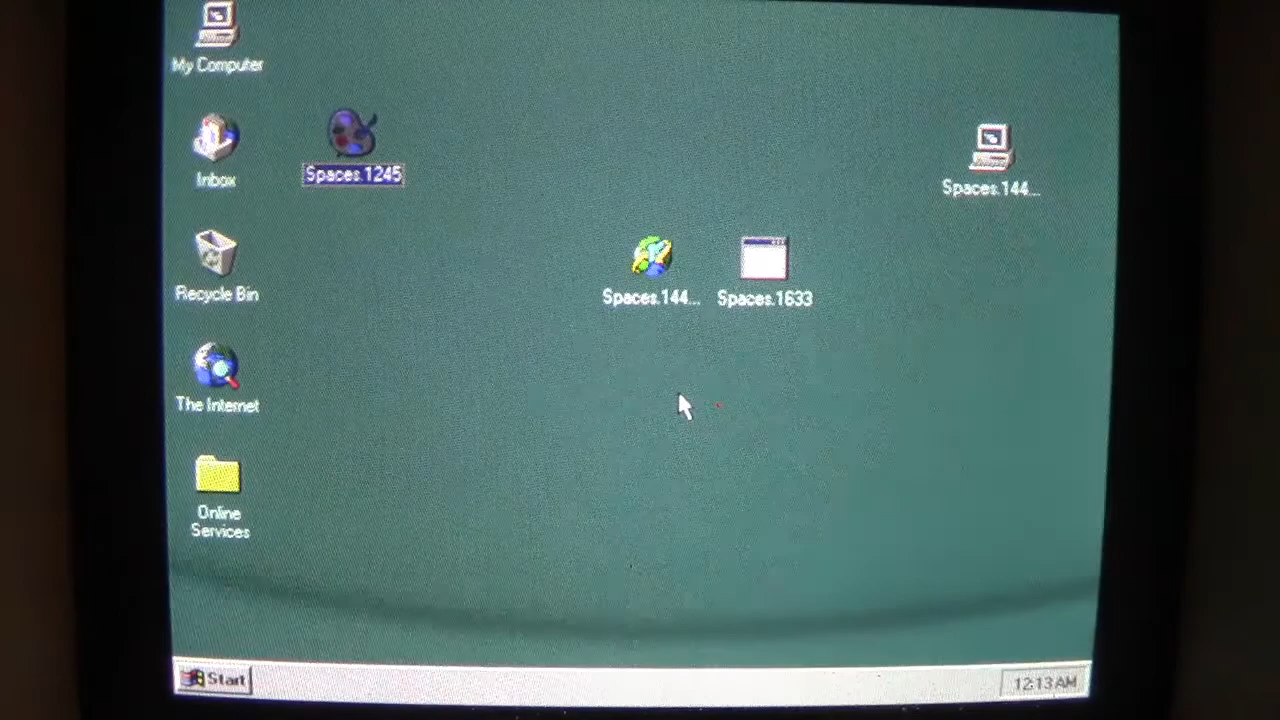 My Computer
Inbox
Spaces.1245
Spaces.144...
Recycle Bin
Spaces.144...
Spaces.1633
The Internet
Online
Services
Start
12:13 AM